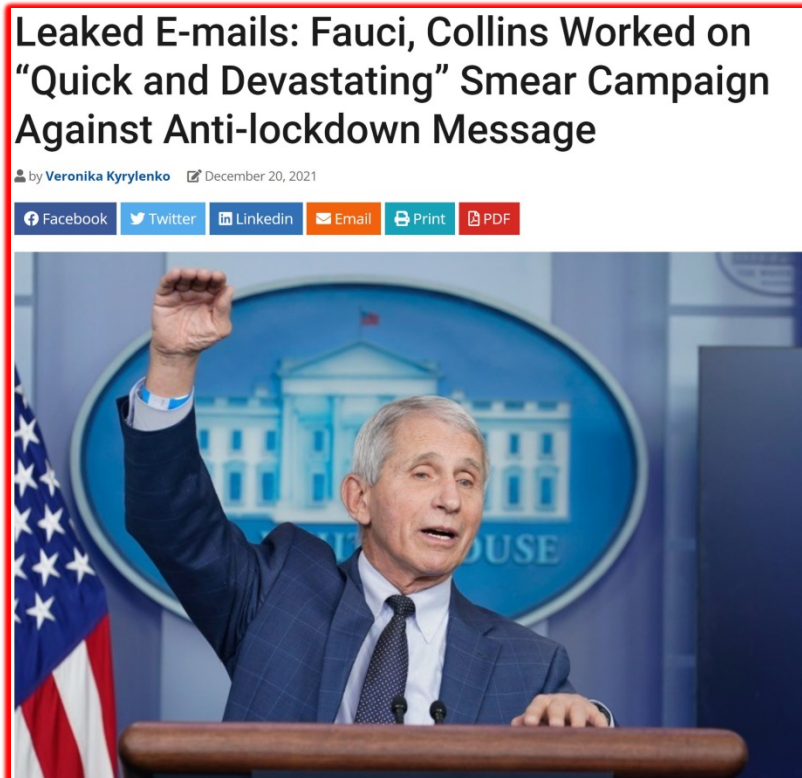 Leaked E-mails: Fauci, Collins Worked on
“Quick and Devastating” Smear Campaign
Against Anti-lockdown Message
by Veronika Kyrylenko December 20, 2021
Facebook Twitter Linkedin Email Print PDF
OUSE